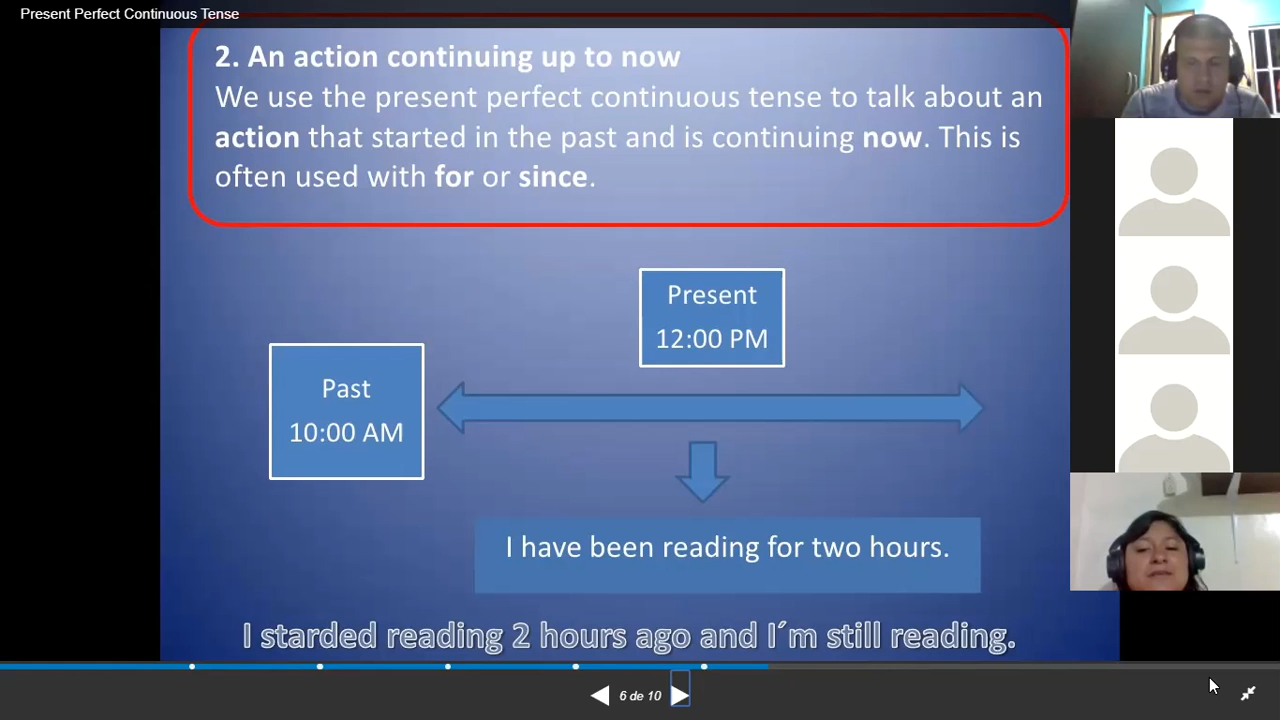 Present Perfect Continuous Tense
2. An action continuing up to now
We use the present perfect continuous tense to talk about an
action that started in the past and is continuing now. This is
often used with for or since.
Present
12:00 PM
Past
10:00 AM
I have been reading for two hours.
I starded reading 2 hours ago and I´m still reading.
6 de 10